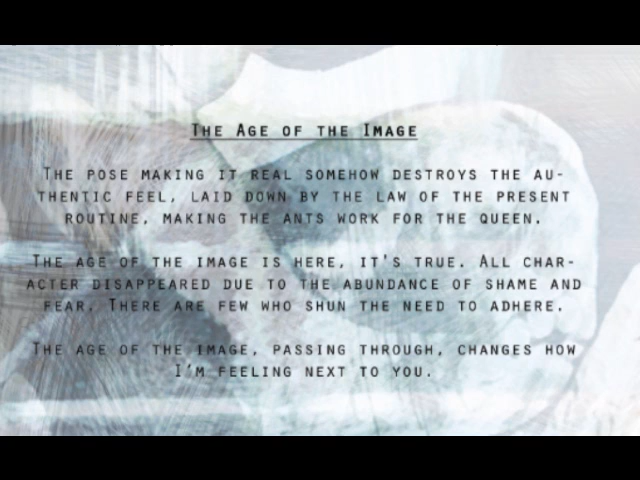 The Age of the Image
The pose making it real somehow destroys the au-
thentic feel, laid down by the law of the present
routine, making the ants work for the queen.
The age of the image is here, it's true. All char-
acter disappeared due to the abundance of shame and
fear. There are few who shun the need to adhere.
The age of the image, passing through, changes how
I'm feeling next to you.